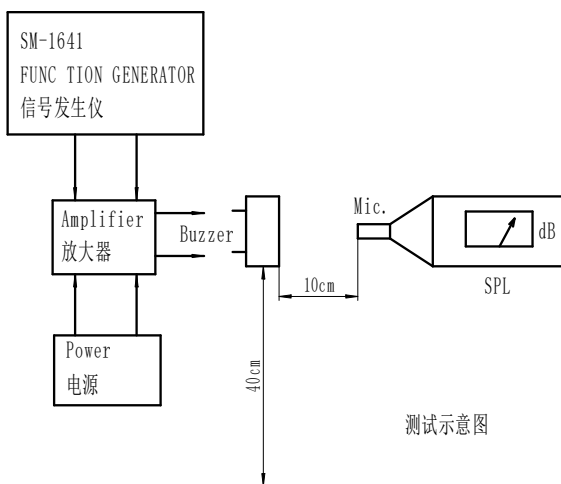 SM-1641
FUNC TION GENERATOR
信号发生仪
Amplifier
放大器
Buzzer
Mic.
dB
SPL
10cm
Power
电源
40cm
测试示意图